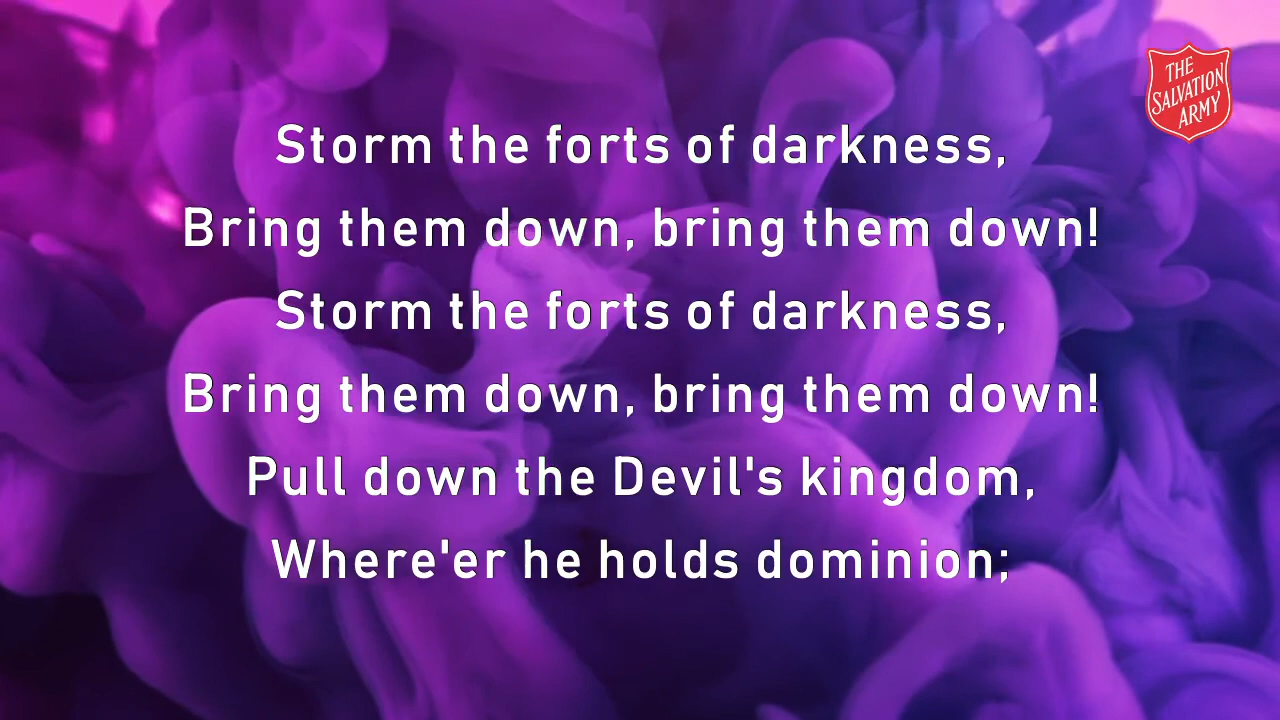 THE
SALVATION
ARMY
Storm the forts of darkness,
Bring them down, bring them down!
Storm the forts of darkness,
Bring them down, bring them down!
Pull down the Devil's kingdom,
Where'er he holds dominion;